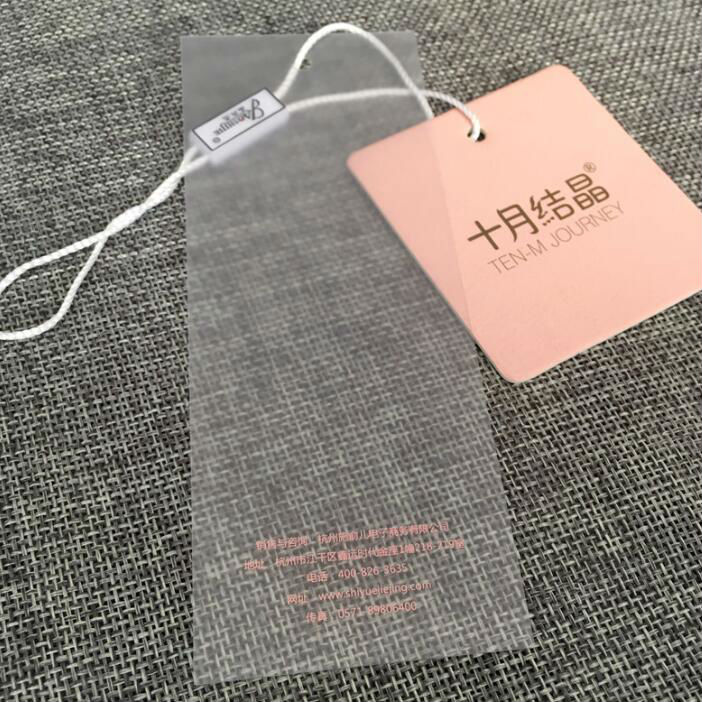 十月结晶®
TEN-M JOURNEY
销售与咨询:杭州施俞儿电子商务有限公司
地址:杭州市江干区鑫运时代金座1幢218-219室
电话:400-826-3635
网址:www.shiyuejiejing.com
传真:0571-89806400